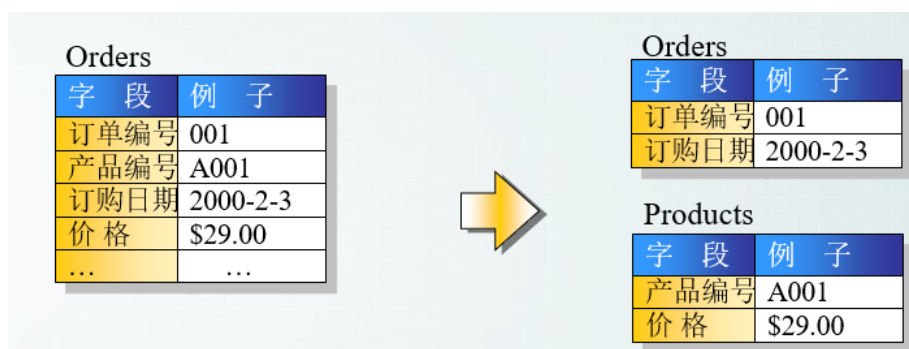 Orders
字 段 例 子
订单编号 001
产品编号 A001
订购日期 2000-2-3
价 格 $29.00
… …
Orders
字 段 例 子
订单编号 001
订购日期 2000-2-3
Products
字 段 例 子
产品编号 A001
价 格 $29.00